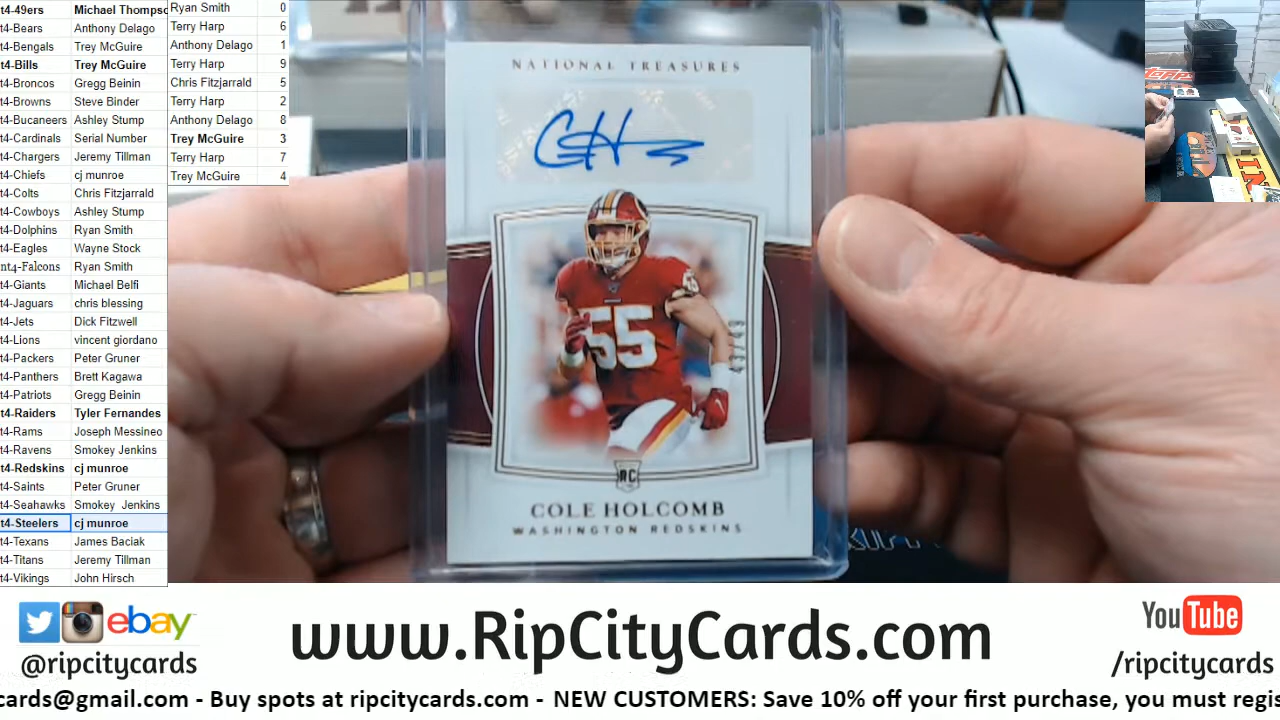 t4-49ers Michael Thompso
t4-Bears Anthony Delago
t4-Bengals Trey McGuire
t4-Bills Trey McGuire
t4-Broncos Gregg Beinin
t4-Browns Steve Binder
t4-Bucaneers Ashley Stump
t4-Cardinals Serial Number
t4-Chargers Jeremy Tillman
t4-Chiefs cj munroe
t4-Colts Chris Fitzjarrald
t4-Cowboys Ashley Stump
t4-Dolphins Ryan Smith
t4-Eagles Wayne Stock
nt4-Falcons Ryan Smith
t4-Giants Michael Belfi
t4-Jaguars chris blessing
t4-Jets Dick Fitzwell
t4-Lions vincent giordano
t4-Packers Peter Gruner
t4-Panthers Brett Kagawa
t4-Patriots Gregg Beinin
t4-Raiders Tyler Fernandes
t4-Rams Joseph Messineo
t4-Ravens Smokey Jenkins
t4-Redskins cj munroe
t4-Saints Peter Gruner
t4-Seahawks Smokey Jenkins
t4-Steelers cj munroe
t4-Texans James Baciak
t4-Titans Jeremy Tillman
t4-Vikings John Hirsch
Ryan Smith 0
Terry Harp 6
Anthony Delago 1
Terry Harp 9
Chris Fitzjarrald 5
Terry Harp 2
Anthony Delago 8
Trey McGuire 3
Terry Harp 7
Trey McGuire 4
NATIONAL TREASURES
55
RC
COLE HOLCOMB
WASHINGTON REDSKINS
ebay
@ripcitycards
www.RipCityCards.com
YouTube
/ripcitycards
cards@gmail.com - Buy spots at ripcitycards.com - NEW CUSTOMERS: Save 10% off your first purchase, you must regis